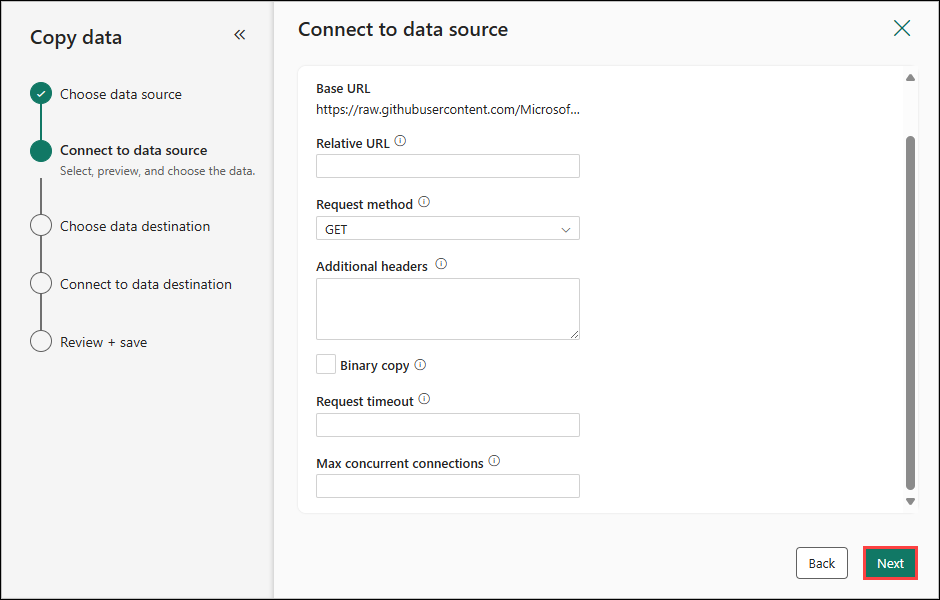 Copy data
Choose data source
Connect to data source
Select, preview, and choose the data.
Choose data destination
Connect to data destination
Review + save
Connect to data source
Base URL
https://raw.githubusercontent.com/Microsof...
Relative URL
Request method
GET
Additional headers
Binary copy
Request timeout
Max concurrent connections
Back
Next